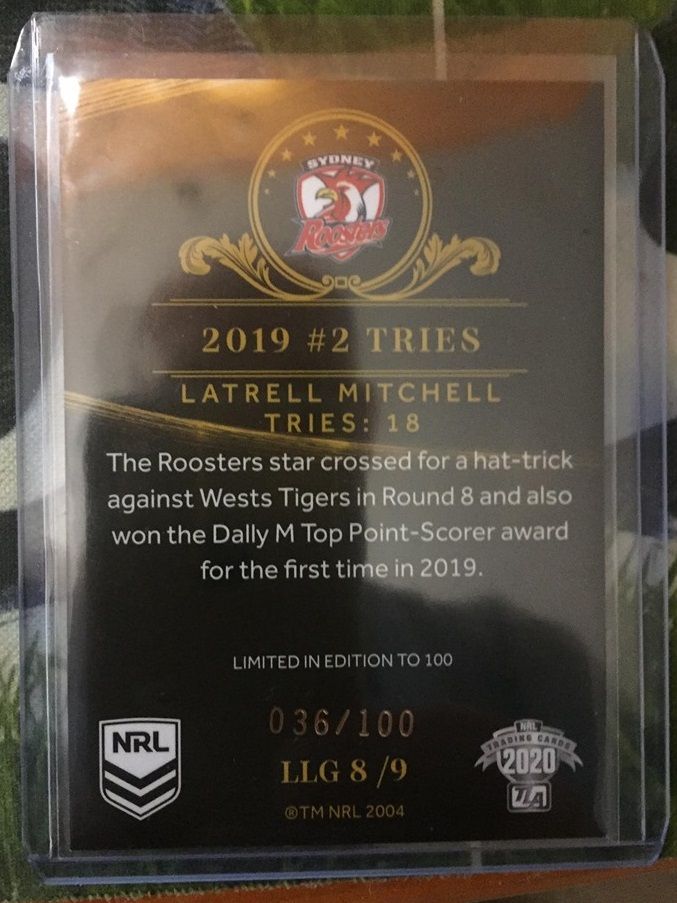 SYDNEY
Roosters
2019 #2 TRIES
LATRELL MITCHELL
TRIES: 18
The Roosters star crossed for a hat-trick
against Wests Tigers in Round 8 and also
won the Dally M Top Point-Scorer award
for the first time in 2019.
LIMITED IN EDITION TO 100
036/100
LLG 8 /9
®TM NRL 2004
NRL
NRL
TRADING CARDS
2020
TLA